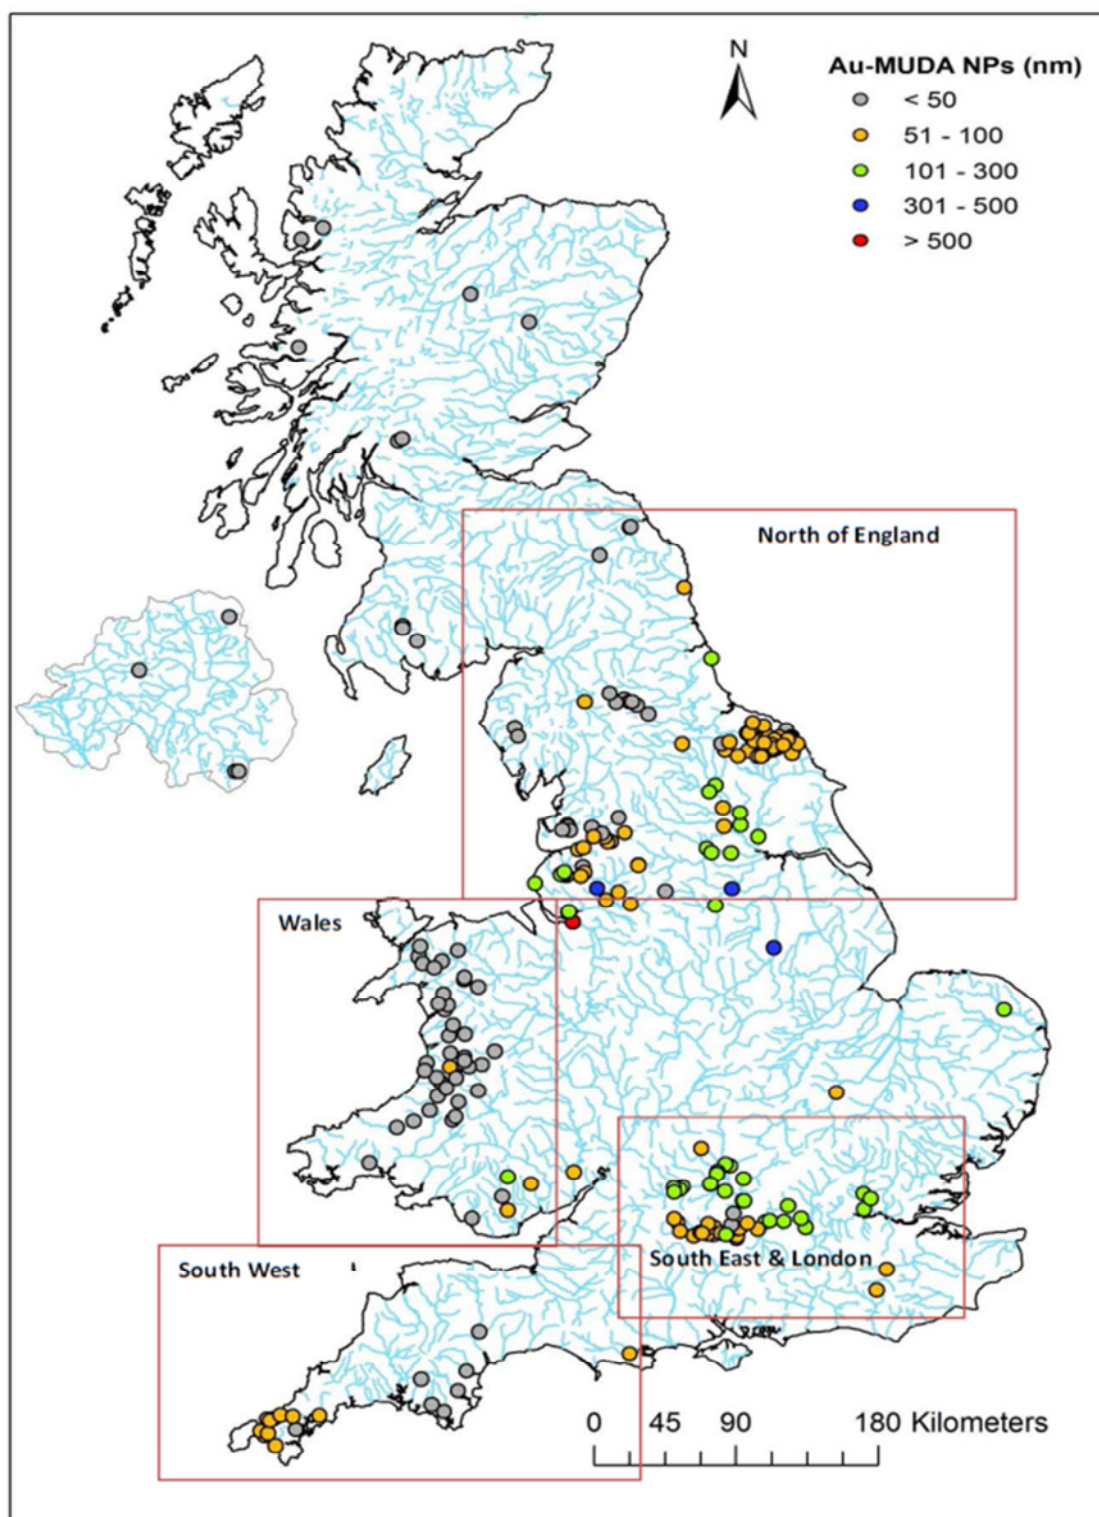 N
Au-MUDA NPs (nm)
< 50
51 - 100
101 - 300
301 - 500
> 500
North of England
Wales
South East & London
South West
0 45 90 180 Kilometers